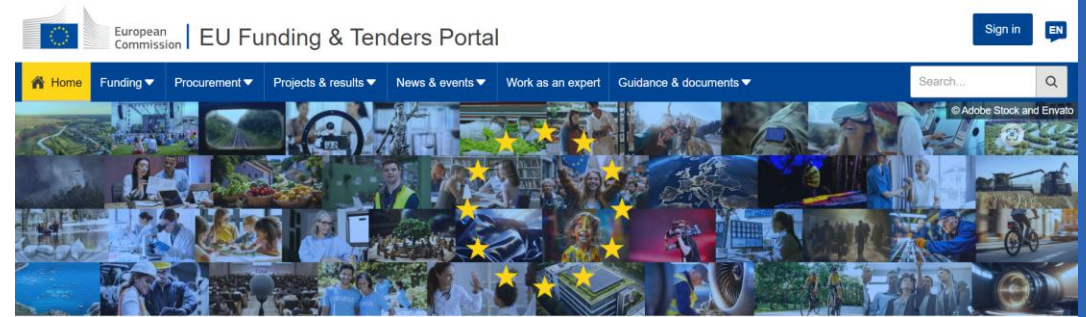 European
Commission
EU Funding & Tenders Portal
Sign in
EN
Home
Funding
Procurement
Projects & results
News & events
Work as an expert
Guidance & documents
Search...
© Adobe Stock and Envato